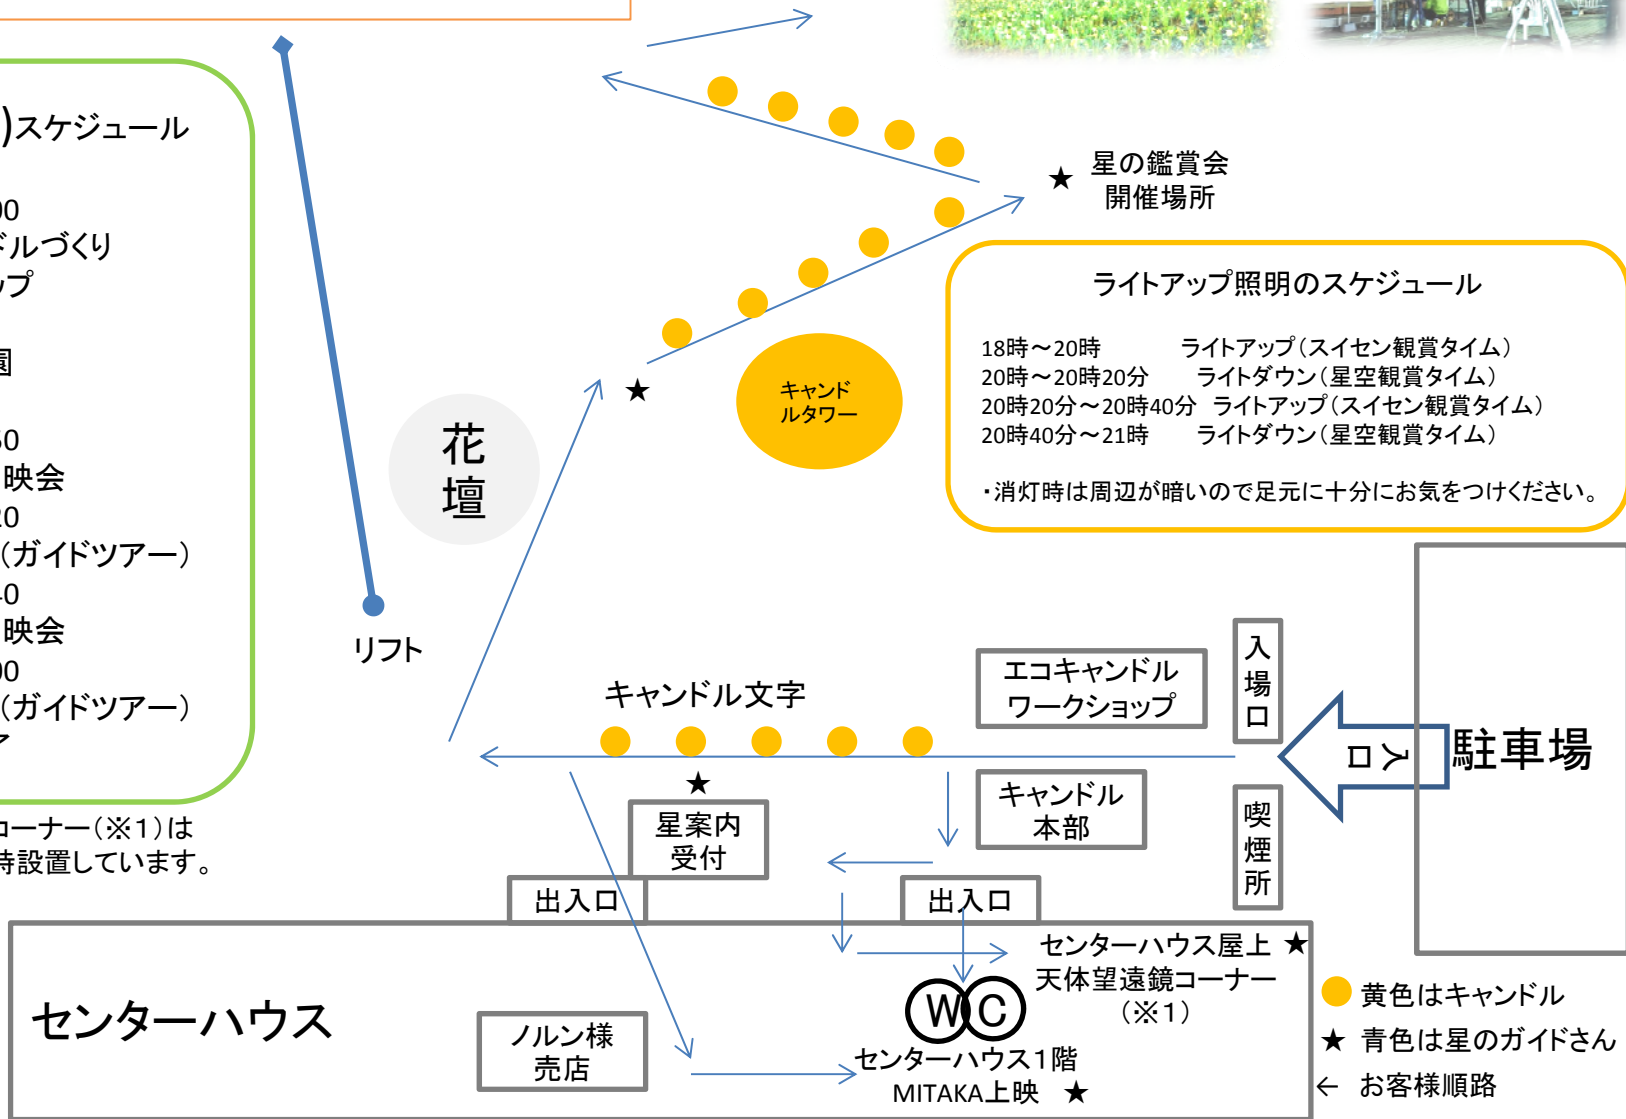 )スケジュール
00
ドルづくり
ップ
園
50
映会
20
(ガイドツアー)
40
映会
00
(ガイドツアー)
コーナー(※1)は
時設置しています。
星の鑑賞会
開催場所
ライトアップ照明のスケジュール
18時～20時 ライトアップ(スイセン観賞タイム)
20時～20時20分 ライトダウン(星空観賞タイム)
20時20分～20時40分 ライトアップ(スイセン観賞タイム)
20時40分～21時 ライトダウン(星空観賞タイム)
・消灯時は周辺が暗いので足元に十分にお気をつけください。
キャンド
ルタワー
花
壇
リフト
キャンドル文字
エコキャンドル
ワークショップ
入場口
入口
駐車場
キャンドル
本部
喫煙所
星案内
受付
出入口
出入口
センターハウス
ノルン様
売店
WC
センターハウス屋上 ★
天体望遠鏡コーナー
(※1)
センターハウス1階
MITAKA上映 ★
黄色はキャンドル
★ 青色は星のガイドさん
← お客様順路